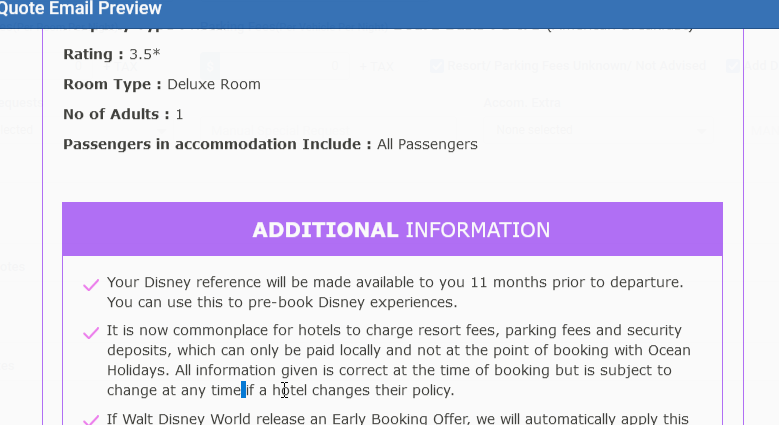 Quote Email Preview
Rating : 3.5*
Room Type : Deluxe Room
No of Adults : 1
Passengers in accommodation Include : All Passengers
ADDITIONAL INFORMATION
Your Disney reference will be made available to you 11 months prior to departure.
You can use this to pre-book Disney experiences.
It is now commonplace for hotels to charge resort fees, parking fees and security
deposits, which can only be paid locally and not at the point of booking with Ocean
Holidays. All information given is correct at the time of booking but is subject to
change at any time if a hotel changes their policy.
If Walt Disney World release an Early Booking Offer, we will automatically apply this